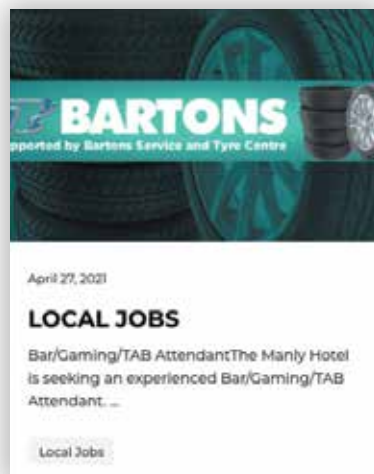 BARTONS
pported by Bartons Service and Tyre Centre
April 27, 2021
LOCAL JOBS
Bar/Gaming/TAB AttendantThe Manly Hotel
is seeking an experienced Bar/Gaming/TAB
Attendant. ...
Local Jobs